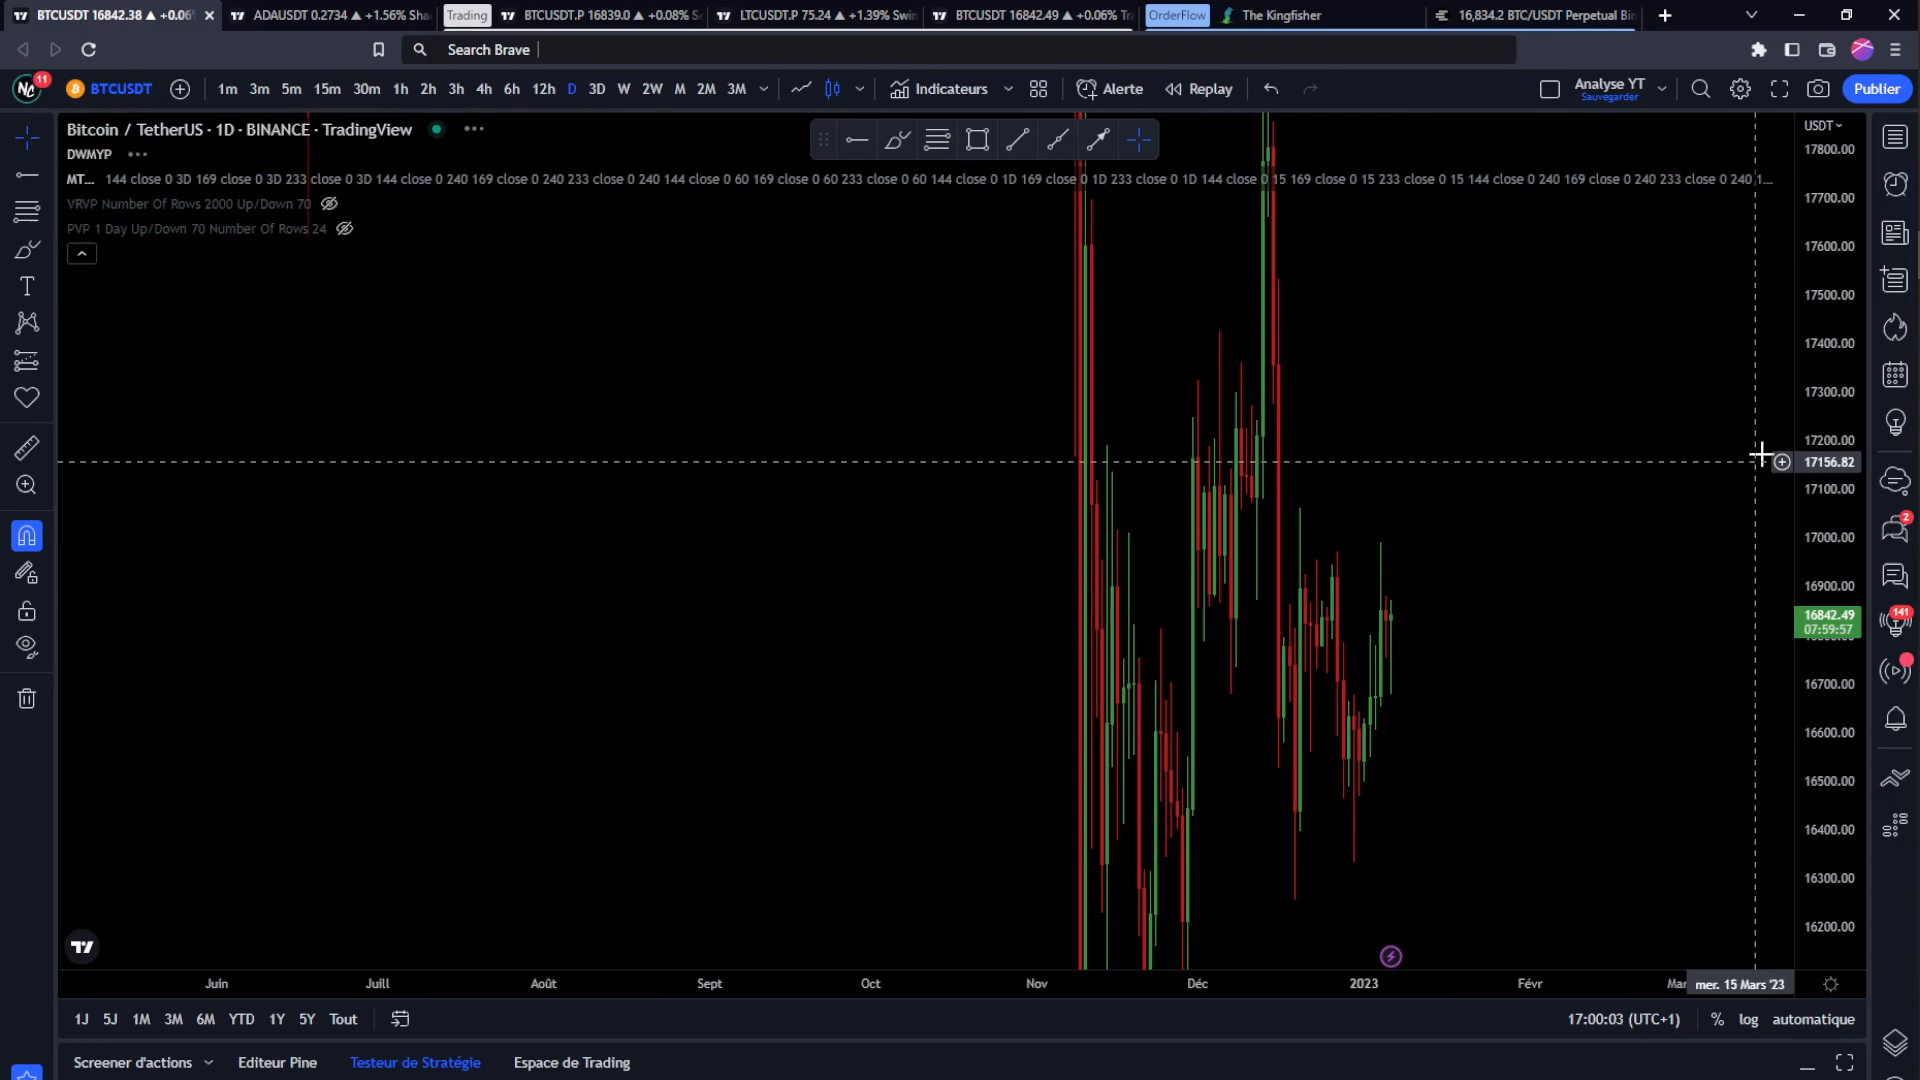 BTCUSDT 16842.38 ▲ +0.06
ADAUSDT 0.2734 ▲ +1.56% Sha
Trading
BTCUSDT.P 16839.0 ▲ +0.08% S
LTCUSDT.P 75.24 ▲ +1.39% Swin
BTCUSDT 16842.49 ▲ +0.06% Tr
OrderFlow
The Kingfisher
16,834.2 BTC/USDT Perpetual Bin
Search Brave
11
BTCUSDT
1m 3m 5m 15m 30m 1h 2h 3h 4h 6h 12h D 3D W 2W M 2M 3M
Indicateurs
Alerte
Replay
Analyse YT
Sauvegarder
Publier
Bitcoin / TetherUS · 1D · BINANCE · TradingView
DWMYP
MT... 144 close 0 3D 169 close 0 3D 233 close 0 3D 144 close 0 240 169 close 0 240 233 close 0 240 144 close 0 60 169 close 0 60 233 close 0 60 144 close 0 1D 169 close 0 1D 233 close 0 1D 144 close 0 15 169 close 0 15 233 close 0 15 144 close 0 240 169 close 0 240 233 close 0 240 1...
VRVP Number Of Rows 2000 Up/Down 70
PVP 1 Day Up/Down 70 Number Of Rows 24
USDT
17800.00
17700.00
17600.00
17500.00
17400.00
17300.00
17200.00
17156.82
17100.00
17000.00
16900.00
16842.49
07:59:57
16700.00
16600.00
16500.00
16400.00
16300.00
16200.00
2
141
Juin Juill Août Sept Oct Nov Déc 2023 Févr Mar
mer. 15 Mars '23
1J 5J 1M 3M 6M YTD 1Y 5Y Tout
17:00:03 (UTC+1) % log automatique
Screener d'actions Editeur Pine Testeur de Stratégie Espace de Trading